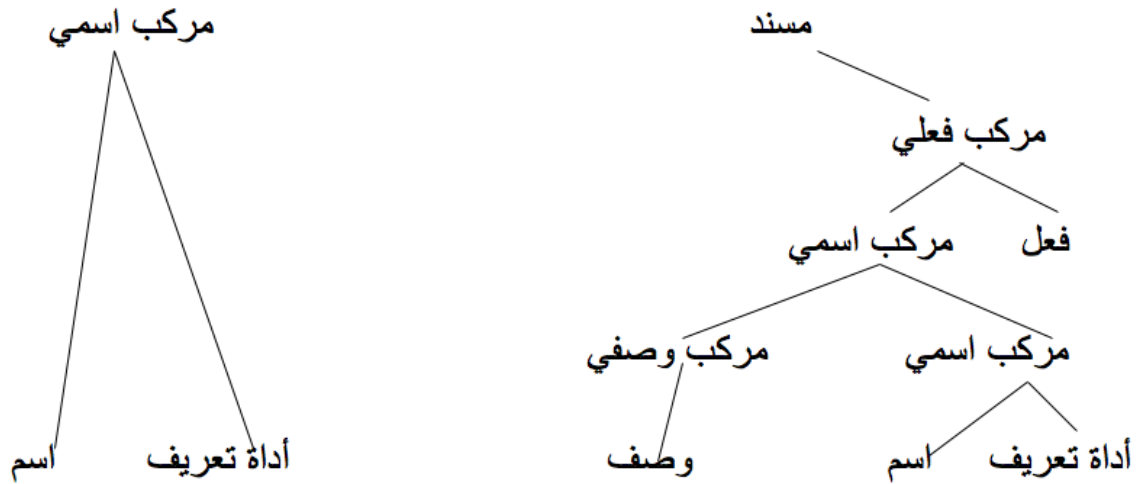 مسند مركب اسمي
مركب فعلي
فعل مركب اسمي
مركب اسمي مركب وصفي
أداة تعريف اسم وصف أداة تعريف اسم